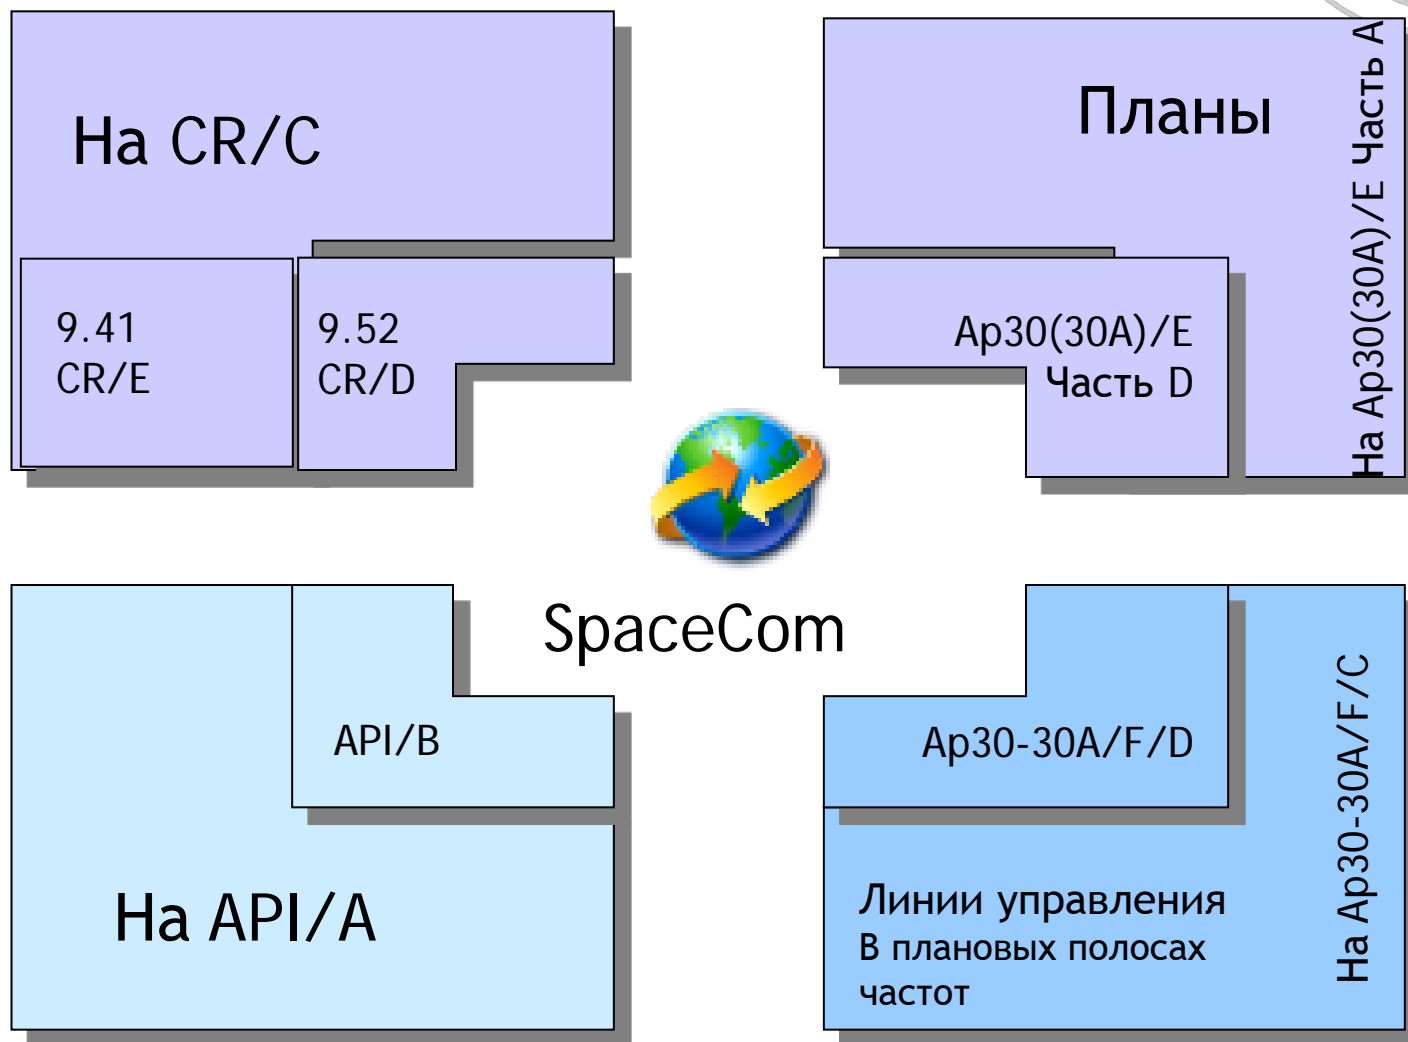 На CR/C
9.41
CR/E
9.52
CR/D
Планы
На Ap30(30A)/E Часть А
Ap30(30A)/E
Часть D
SpaceCom
API/B
На API/A
Ap30-30A/F/D
Линии управления
В плановых полосах
частот
На Ap30-30A/F/C